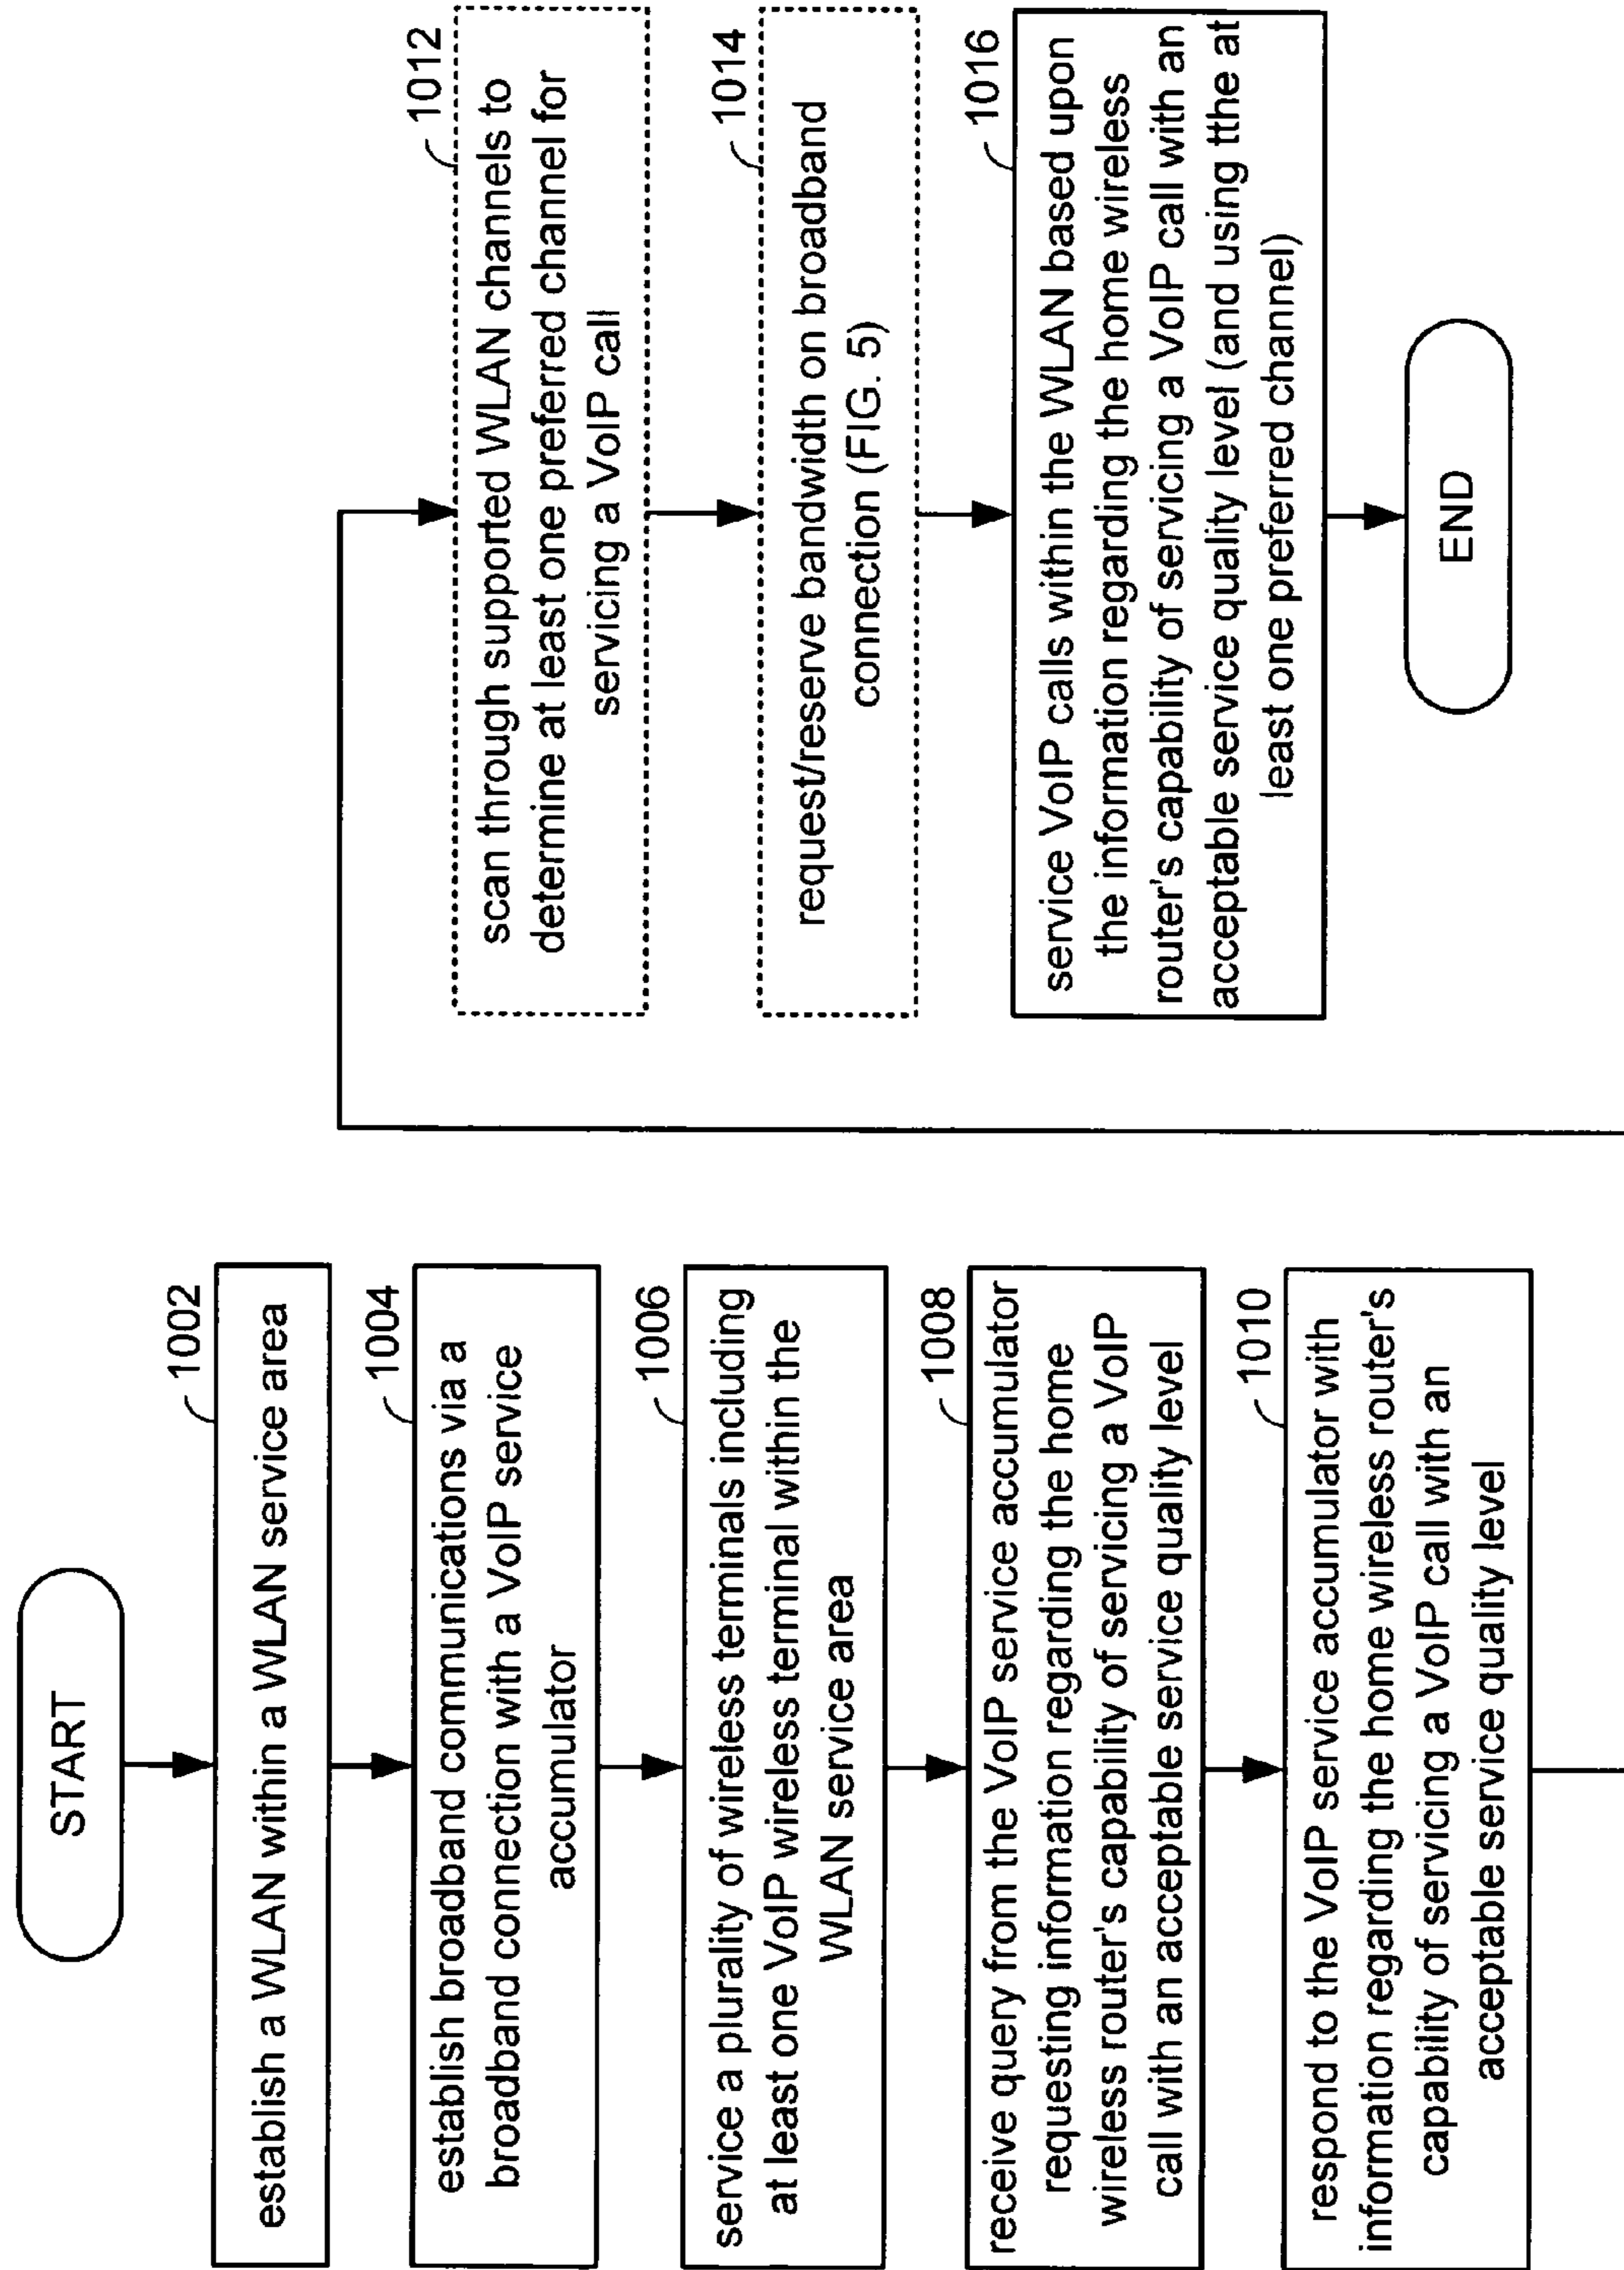 START
1002
establish a WLAN within a WLAN service area
1004
establish broadband communications via a
broadband connection with a VoIP service
accumulator
1006
service a plurality of wireless terminals including
at least one VoIP wireless terminal within the
WLAN service area
1008
receive query from the VoIP service accumulator
requesting information regarding the home
wireless router's capability of servicing a VoIP
call with an acceptable service quality level
1010
respond to the VoIP service accumulator with
information regarding the home wireless router's
capability of servicing a VoIP call with an
acceptable service quality level
1012
scan through supported WLAN channels to
determine at least one preferred channel for
servicing a VoIP call
1014
request/reserve bandwidth on broadband
connection (FIG. 5)
1016
service VoIP calls within the WLAN based upon
the information regarding the home wireless
router's capability of servicing a VoIP call with an
acceptable service quality level (and using tthe at
least one preferred channel)
END